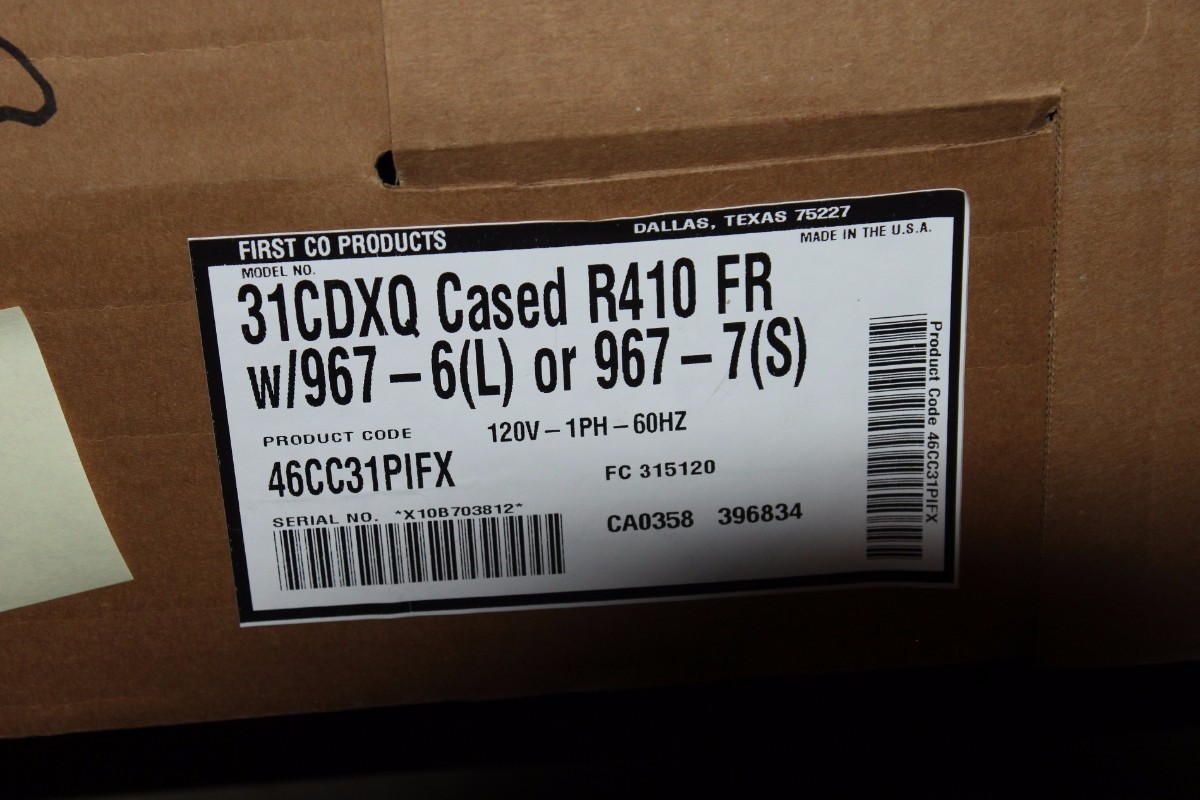 FIRST CO PRODUCTS DALLAS, TEXAS 75227
MADE IN THE U.S.A.
MODEL NO.
31CDXQ Cased R410 FR
w/967-6(L) or 967-7(S)
PRODUCT CODE 120V-1PH-60HZ
46CC31PIFX FC 315120
SERIAL NO. *X10B703812*
CA0358 396834
Product Code 46CC31PIFX